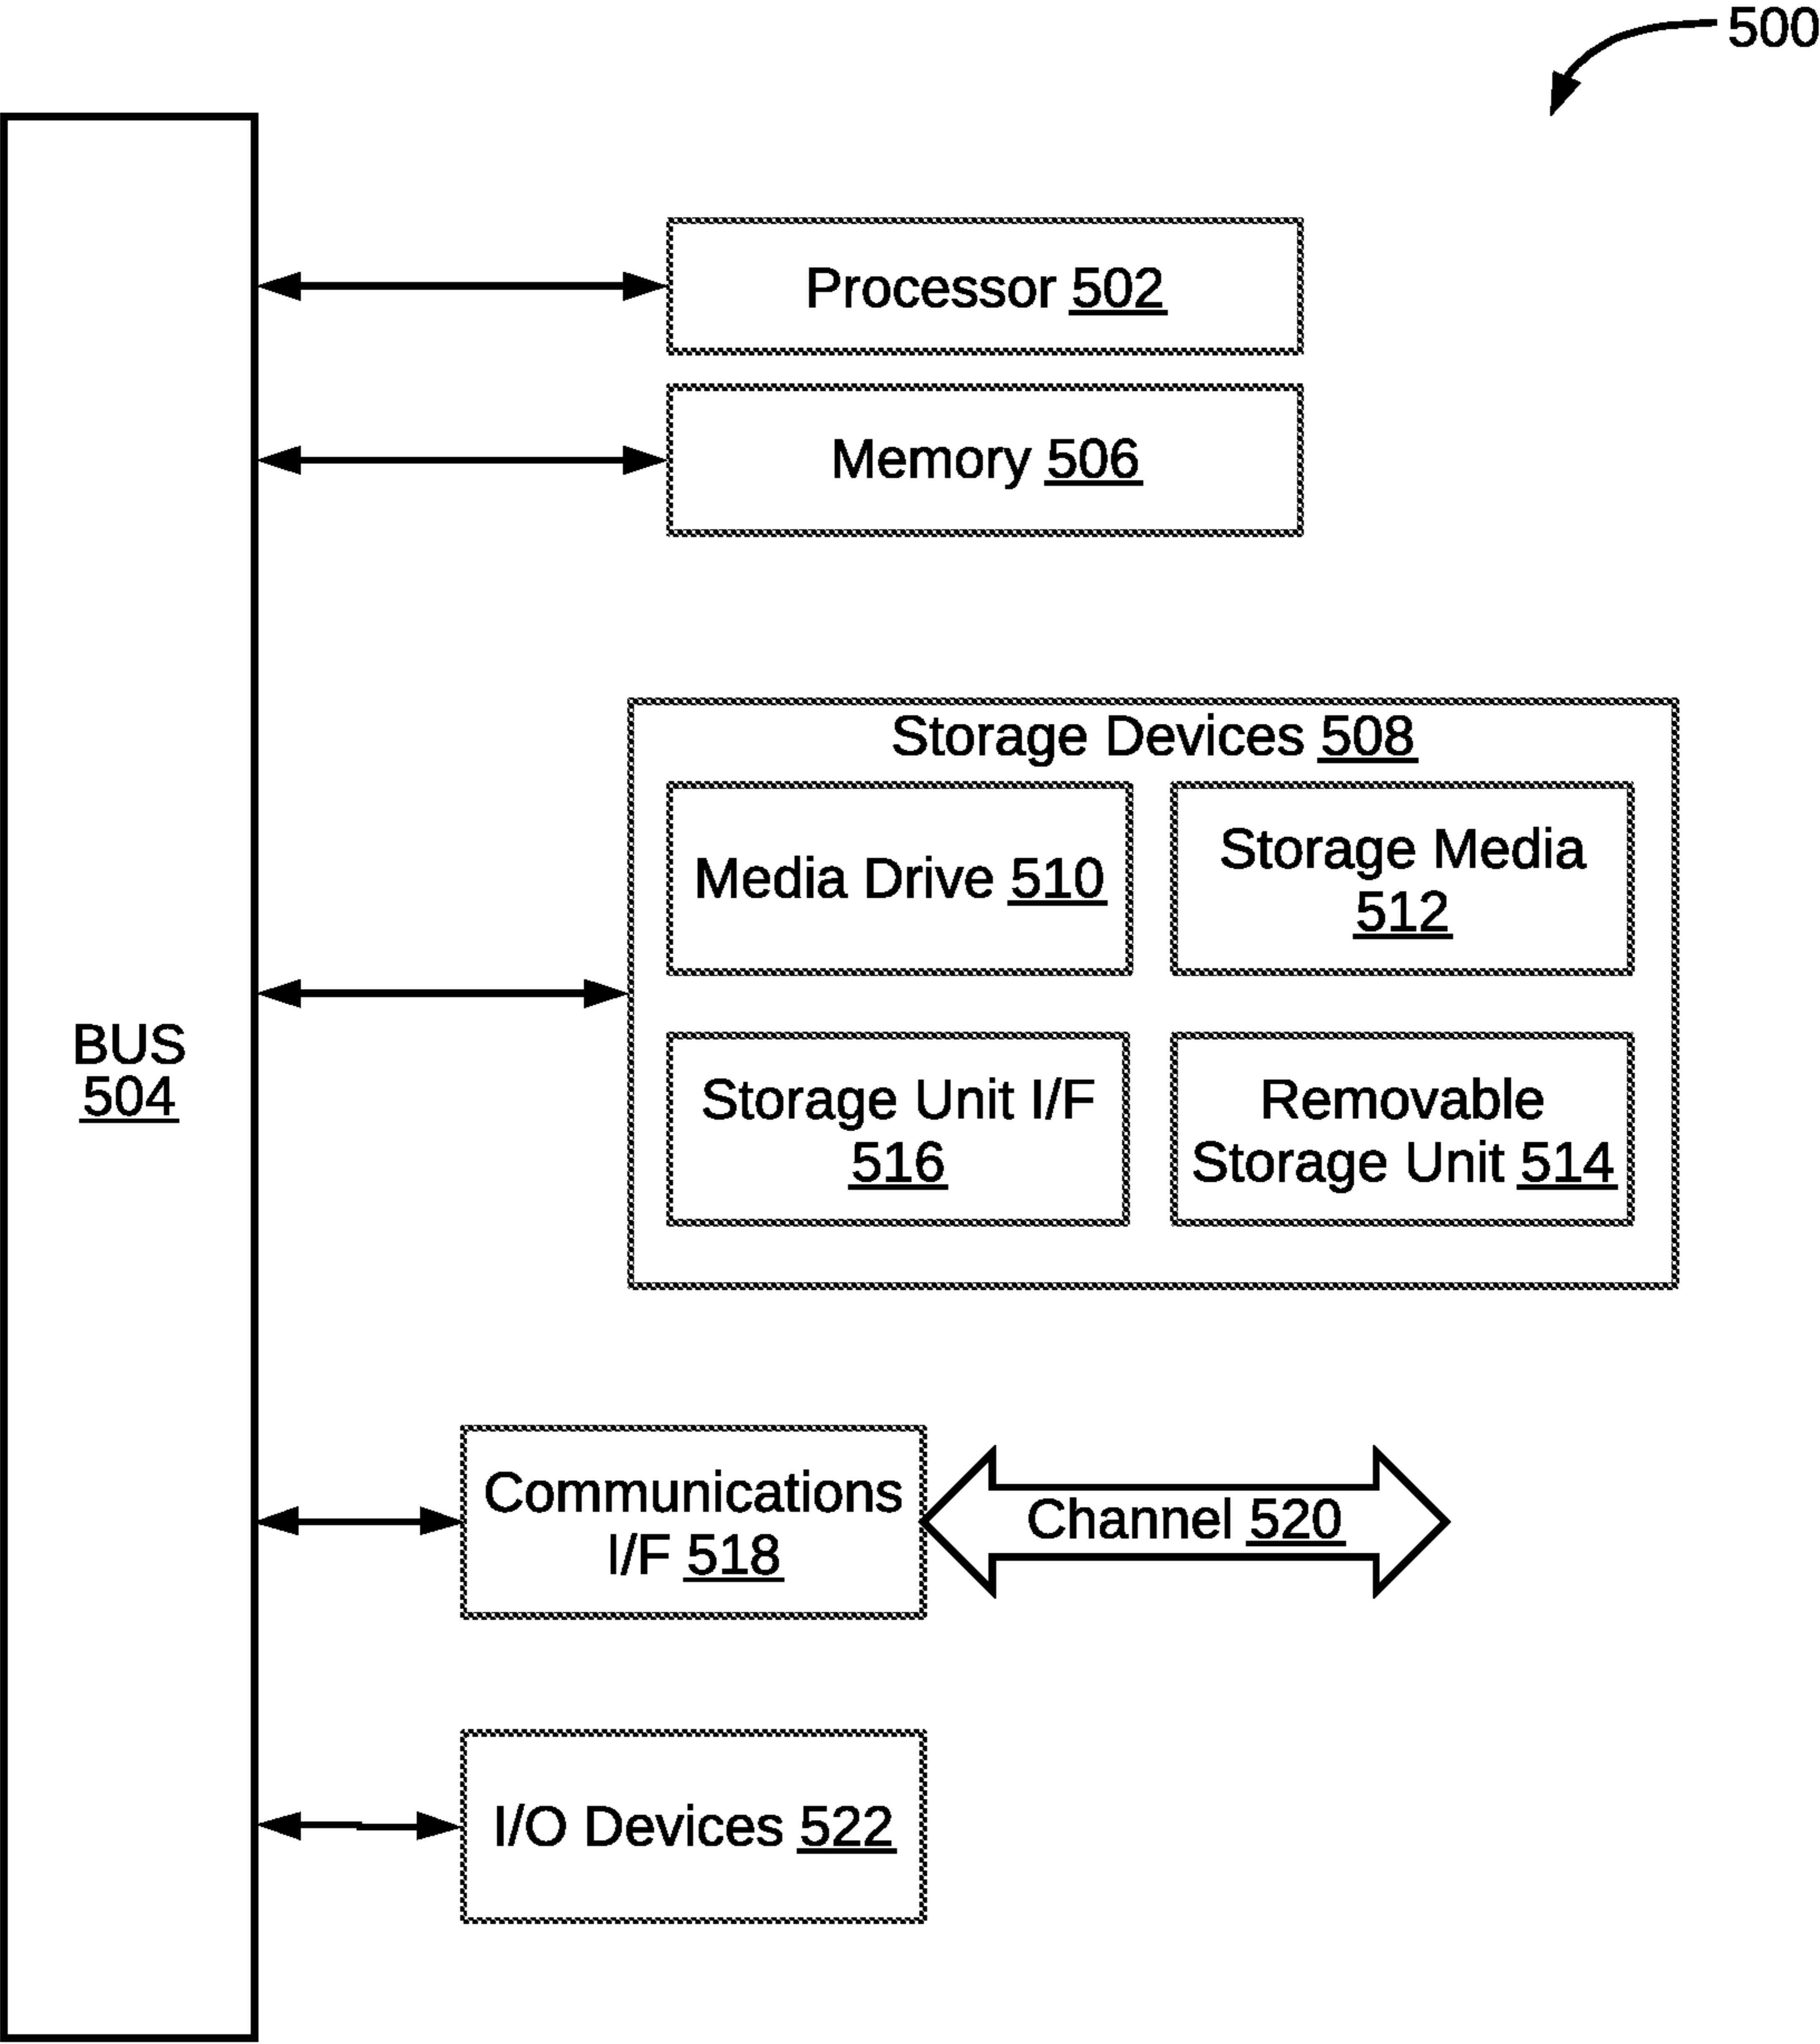 500
Processor 502
Memory 506
Storage Devices 508
Media Drive 510
Storage Media
512
BUS
504
Storage Unit I/F
516
Removable
Storage Unit 514
Communications
I/F 518
Channel 520
I/O Devices 522